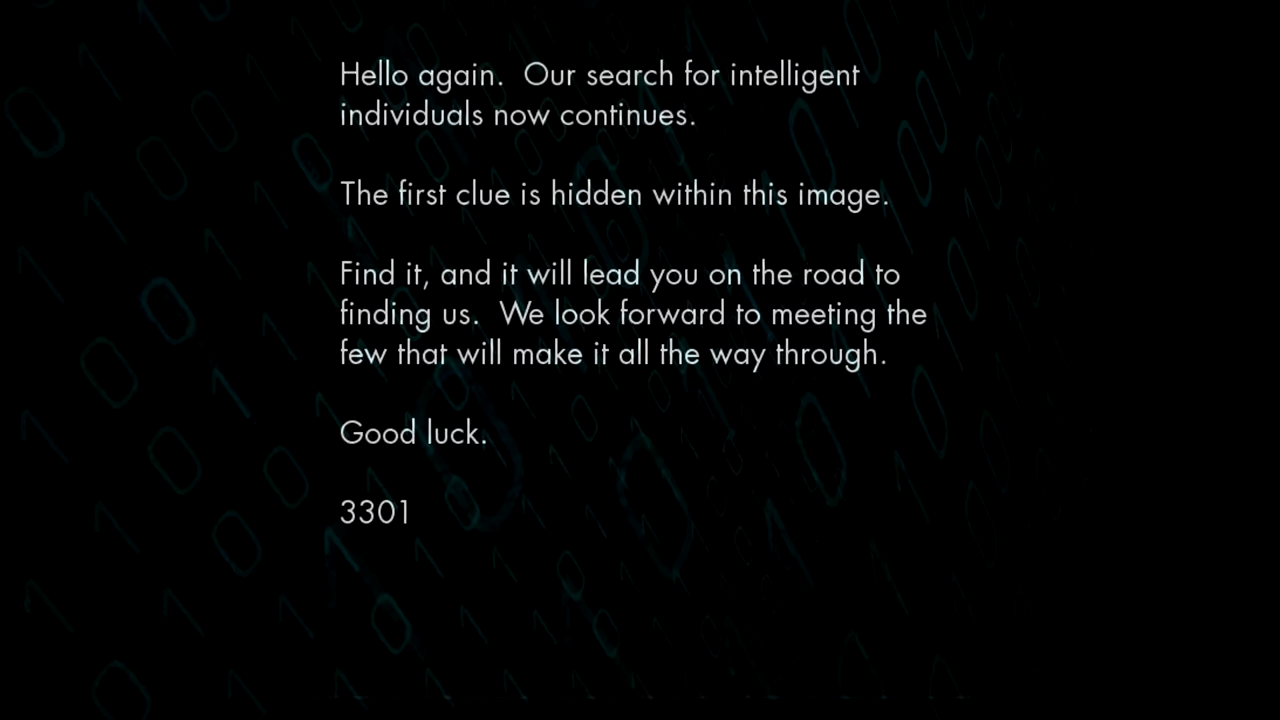 Hello again.  Our search for intelligent
individuals now continues.
The first clue is hidden within this image.
Find it, and it will lead you on the road to
finding us.  We look forward to meeting the
few that will make it all the way through.
Good luck.
3301